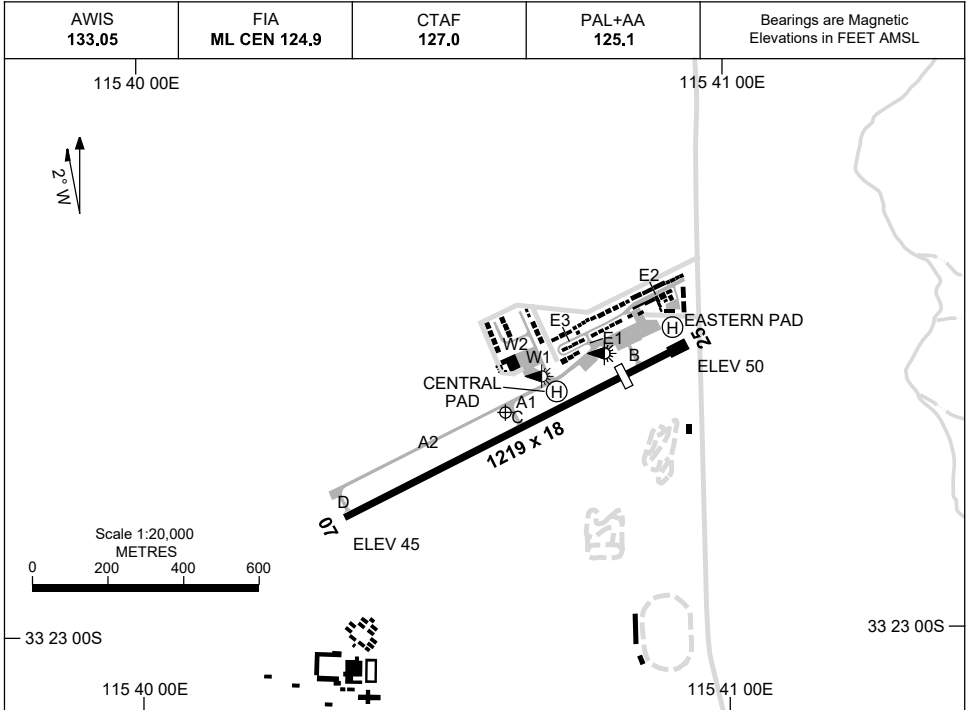 AWIS
133.05
FIA
ML CEN 124.9
CTAF
127.0
PAL+AA
125.1
Bearings are Magnetic
Elevations in FEET AMSL
115 40 00E
115 41 00E
2° W
E2
E3
E1
EASTERN PAD
H
25
W2
W1
B
ELEV 50
CENTRAL
PAD
H
A1
C
A2
1219 x 18
D
07
ELEV 45
Scale 1:20,000
METRES
0 200 400 600
33 23 00S
33 23 00S
115 40 00E
115 41 00E